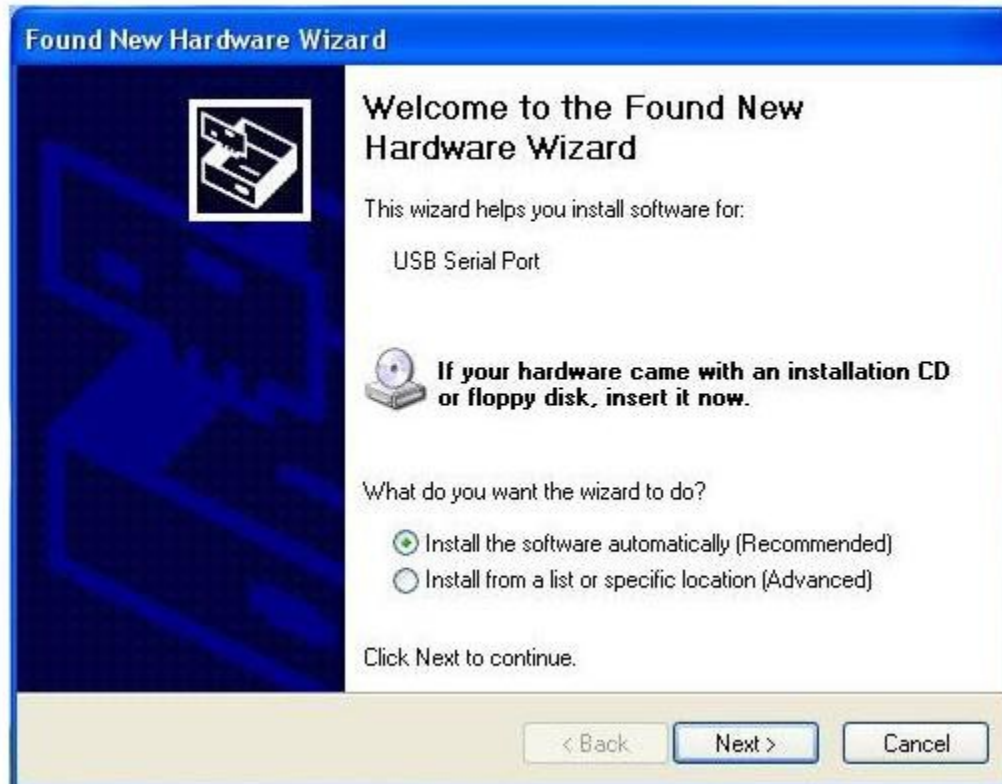 Found New Hardware Wizard
Welcome to the Found New
Hardware Wizard
This wizard helps you install software for:
USB Serial Port
If your hardware came with an installation CD
or floppy disk, insert it now.
What do you want the wizard to do?
Install the software automatically (Recommended)
Install from a list or specific location (Advanced)
Click Next to continue.
< Back
Next >
Cancel